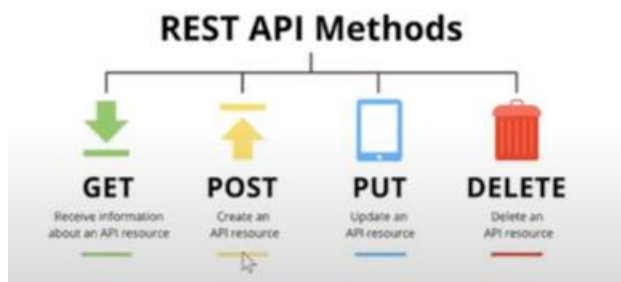 REST API Methods
GET
POST
PUT
DELETE
Receive information
about an API resource
Create an
API resource
Update an
API resource
Delete an
API resource